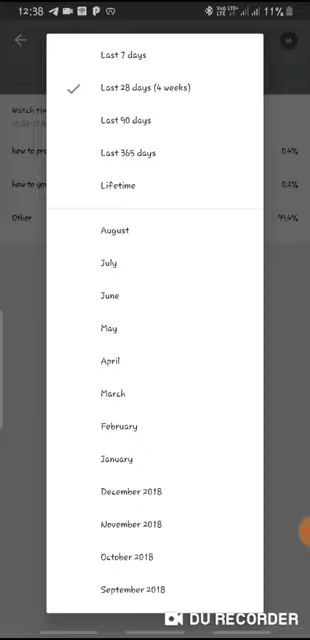 12:38
11%
Last 7 days
Last 28 days (4 weeks)
Last 90 days
Last 365 days
Lifetime
August
July
June
May
April
March
February
January
December 2018
November 2018
October 2018
September 2018
Watch tim
how to pr
0,4%
how to yo
0,2%
Other
99,4%
DU RECORDER